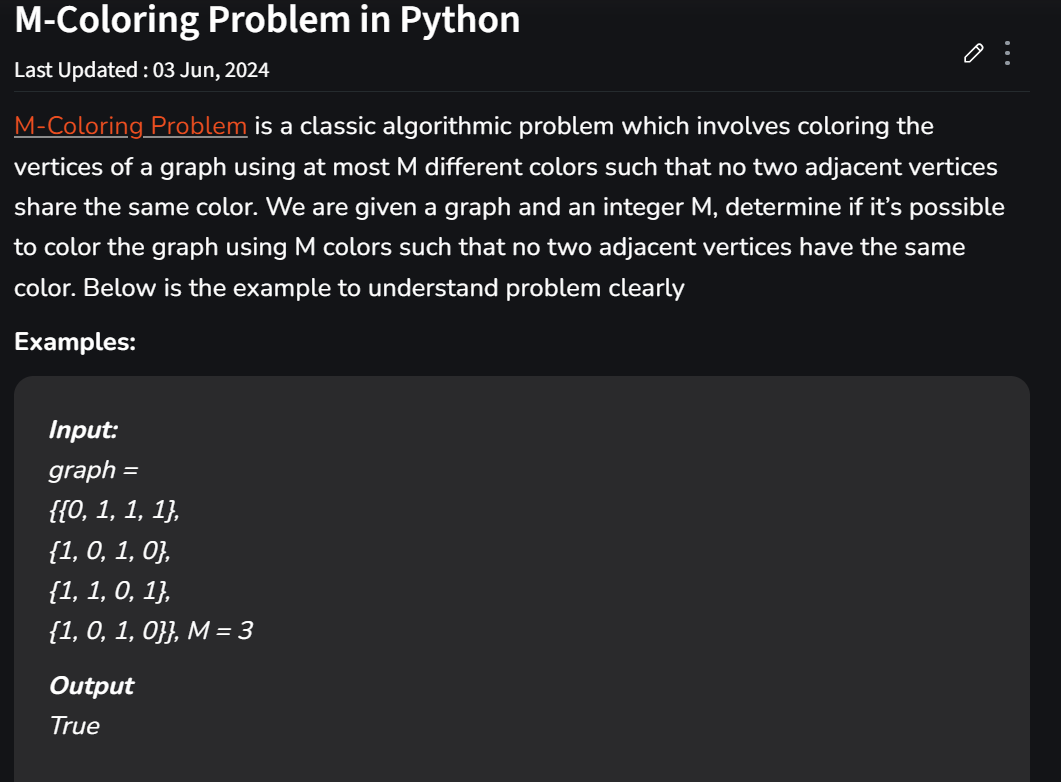 M-Coloring Problem in Python
Last Updated : 03 Jun, 2024
M-Coloring Problem is a classic algorithmic problem which involves coloring the
vertices of a graph using at most M different colors such that no two adjacent vertices
share the same color. We are given a graph and an integer M, determine if it’s possible
to color the graph using M colors such that no two adjacent vertices have the same
color. Below is the example to understand problem clearly
Examples:
Input:
graph =
{{0, 1, 1, 1},
{1, 0, 1, 0},
{1, 1, 0, 1},
{1, 0, 1, 0}}, M = 3
Output
True